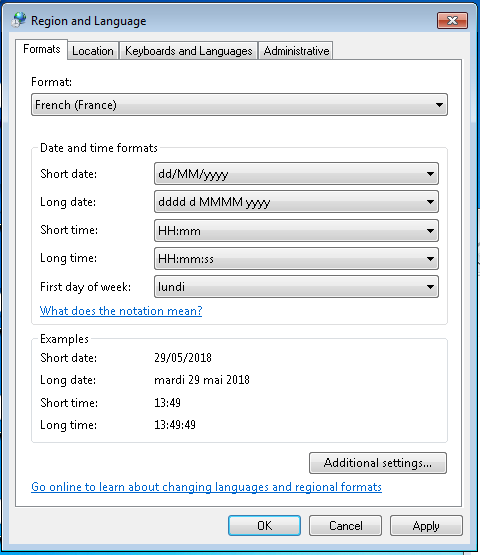 Region and Language
Formats Location Keyboards and Languages Administrative
Format:
French (France)
Date and time formats
Short date: dd/MM/yyyy
Long date: dddd d MMMM yyyy
Short time: HH:mm
Long time: HH:mm:ss
First day of week: lundi
What does the notation mean?
Examples
Short date: 29/05/2018
Long date: mardi 29 mai 2018
Short time: 13:49
Long time: 13:49:49
Additional settings...
Go online to learn about changing languages and regional formats
OK Cancel Apply